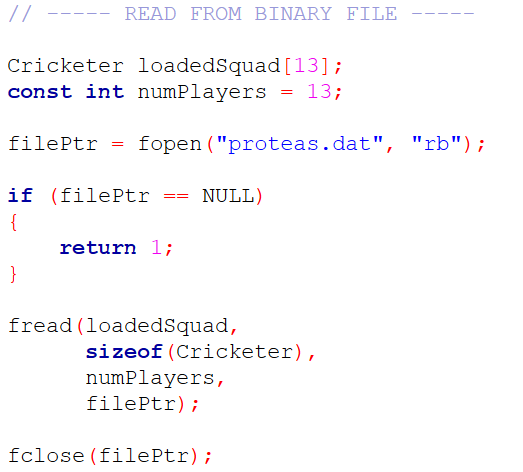 // ----- READ FROM BINARY FILE -----
Cricketer loadedSquad[13];
const int numPlayers = 13;
filePtr = fopen("proteas.dat", "rb");
if (filePtr == NULL)
{
    return 1;
}
fread(loadedSquad,
      sizeof(Cricketer),
      numPlayers,
      filePtr);
fclose(filePtr);